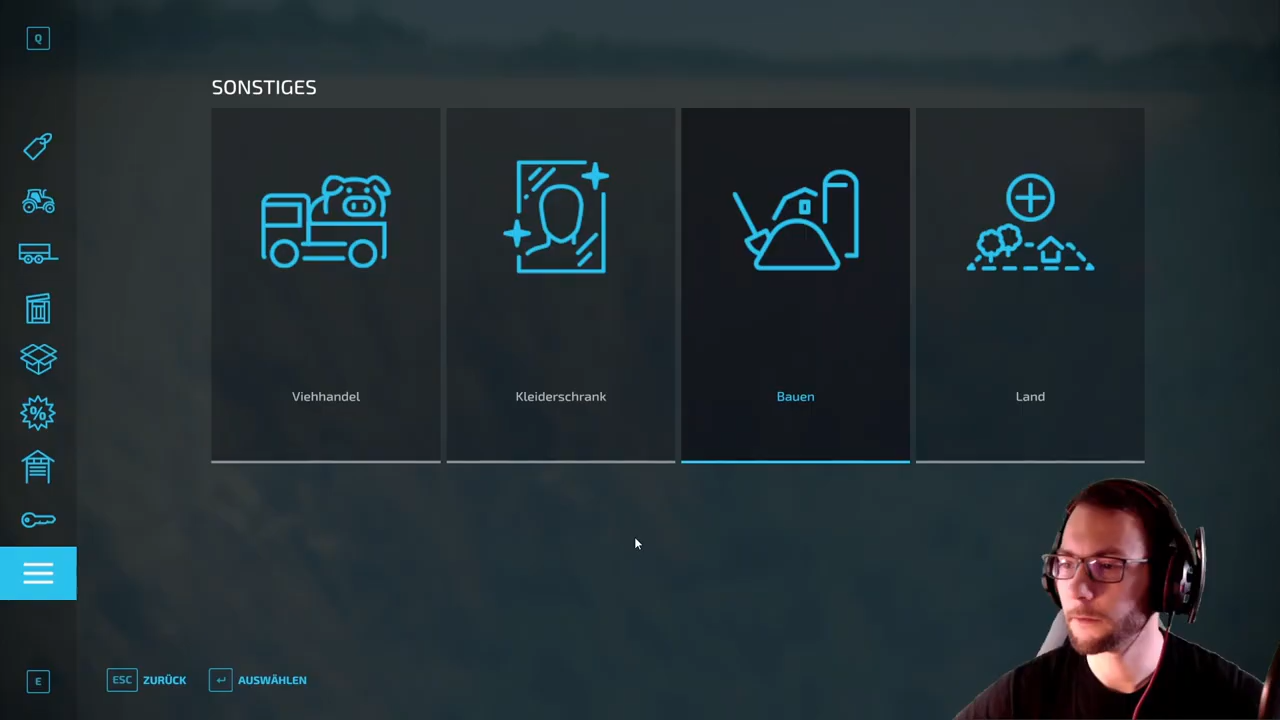 Q
SONSTIGES
Viehhandel
Kleiderschrank
Bauen
Land
%
E
ESC ZURÜCK
AUSWÄHLEN